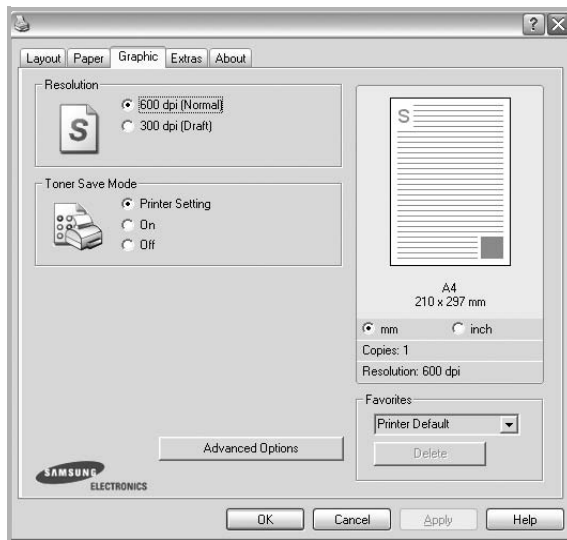 Layout Paper Graphic Extras About
Resolution
600 dpi (Normal)
300 dpi (Draft)
S
Toner Save Mode
Printer Setting
On
Off
S
A4
210 x 297 mm
mm inch
Copies: 1
Resolution: 600 dpi
Favorites
Printer Default
Delete
Advanced Options
SAMSUNG
ELECTRONICS
OK Cancel Apply Help